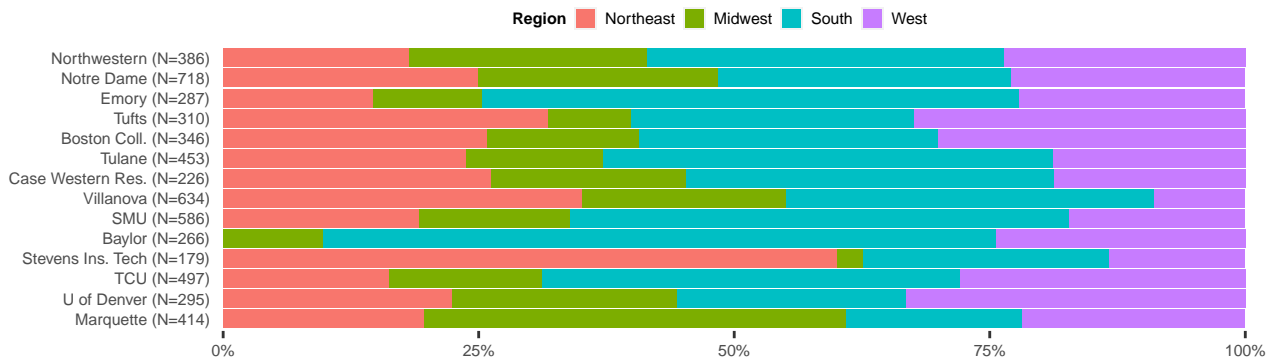 Region Northeast Midwest South West
Northwestern (N=386)
Notre Dame (N=718)
Emory (N=287)
Tufts (N=310)
Boston Coll. (N=346)
Tulane (N=453)
Case Western Res. (N=226)
Villanova (N=634)
SMU (N=586)
Baylor (N=266)
Stevens Ins. Tech (N=179)
TCU (N=497)
U of Denver (N=295)
Marquette (N=414)
0% 25% 50% 75% 100%